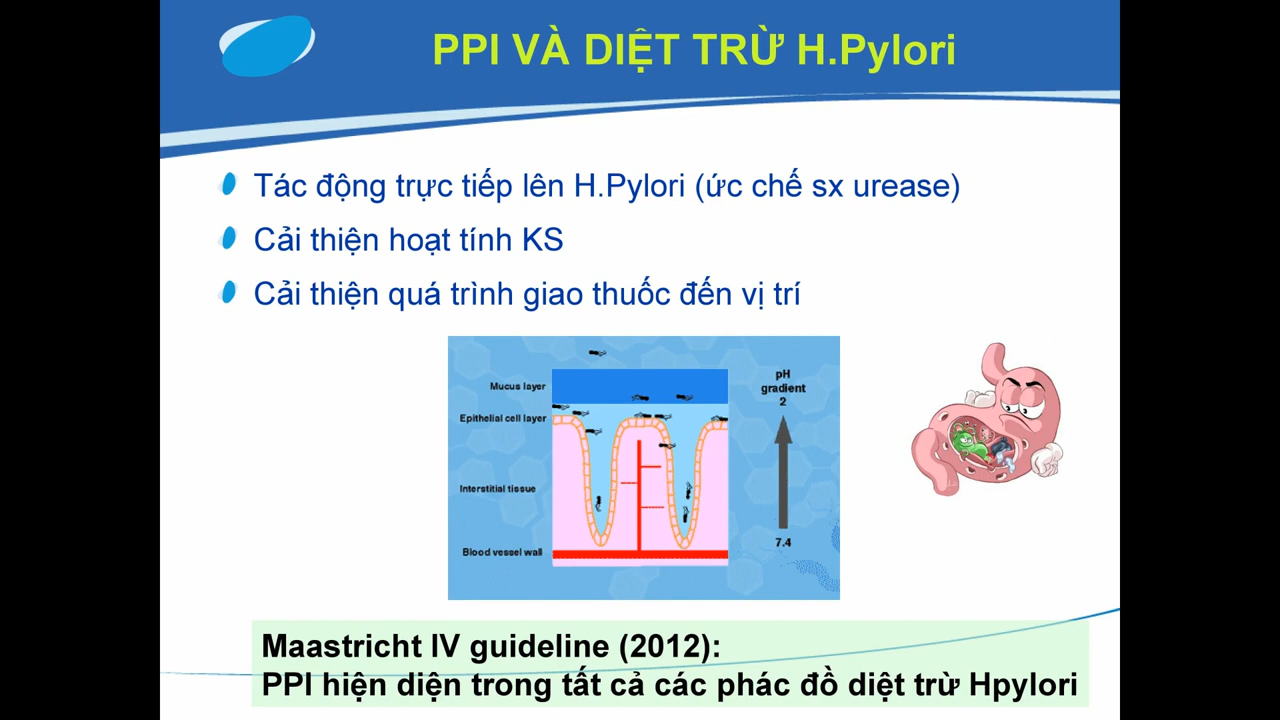 PPI VÀ DIỆT TRỪ H.Pylori
Tác động trực tiếp lên H.Pylori (ức chế sx urease)
Cải thiện hoạt tính KS
Cải thiện quá trình giao thuốc đến vị trí
Mucus layer
Epithelial cell layer
Interstitial tissue
Blood vessel wall
pH
gradient
2
7.4
Maastricht IV guideline (2012):
PPI hiện diện trong tất cả các phác đồ diệt trừ Hpylori